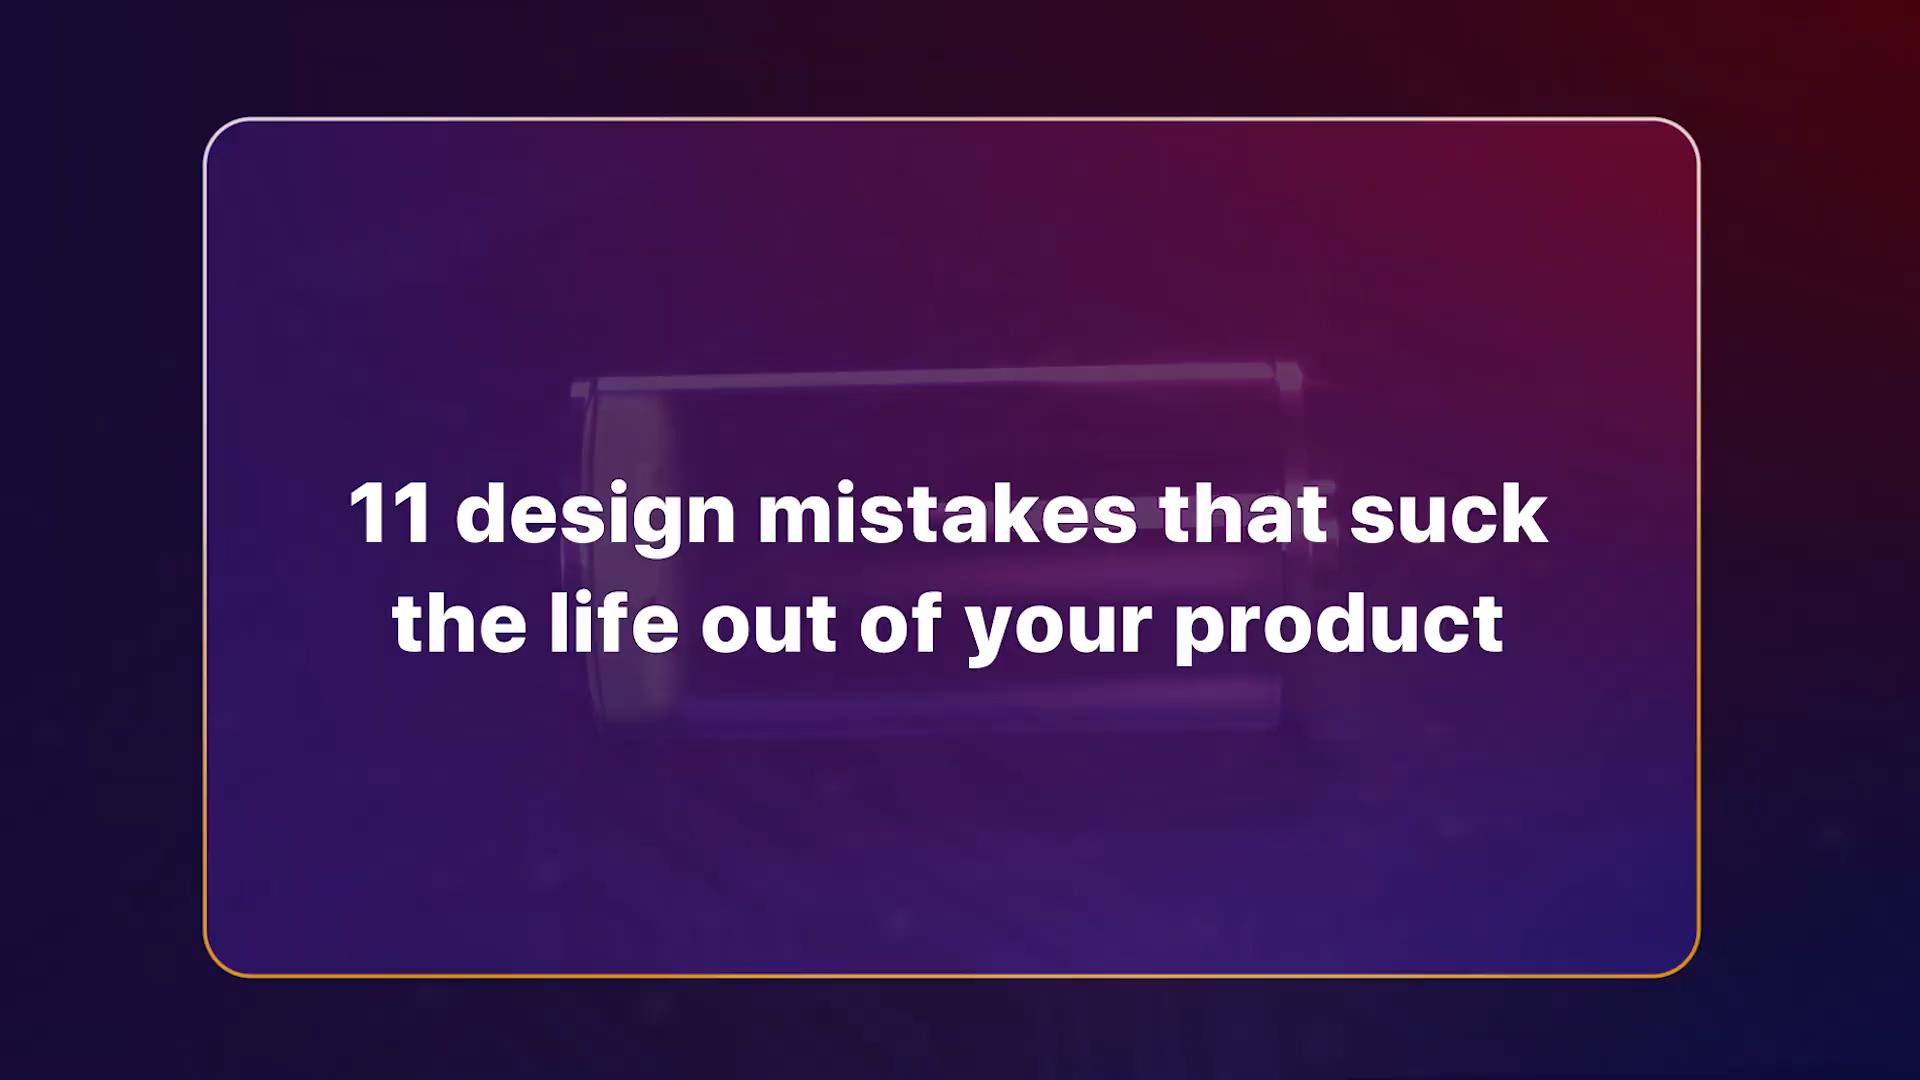 11 design mistakes that suck
the life out of your product